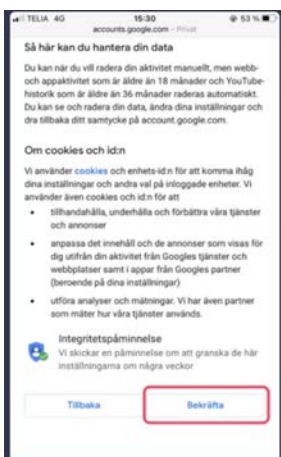 TELIA 4G 15:30 @ 53 %
accounts.google.com – Privat
Så här kan du hantera din data
Du kan när du vill radera din aktivitet manuellt, men webb-
och appaktivitet som är äldre än 18 månader och YouTube-
historik som är äldre än 36 månader raderas automatiskt.
Du kan se och radera din data, ändra dina inställningar och
dra tillbaka ditt samtycke på account.google.com.
Om cookies och id:n
Vi använder cookies och enhets-id:n för att komma ihåg
dina inställningar och andra val på inloggade enheter. Vi
använder även cookies och id:n för att
• tillhandahålla, underhålla och förbättra våra tjänster
och annonser
• anpassa det innehåll och de annonser som visas för
dig utifrån din aktivitet från Googles tjänster och
webbplatser samt i appar från Googles partner
(beroende på dina inställningar)
• utföra analyser och mätningar. Vi har även partner
som mäter hur våra tjänster används.
Integritetspåminnelse
Vi skickar en påminnelse om att granska de här
inställningarna om några veckor
Tillbaka Bekräfta